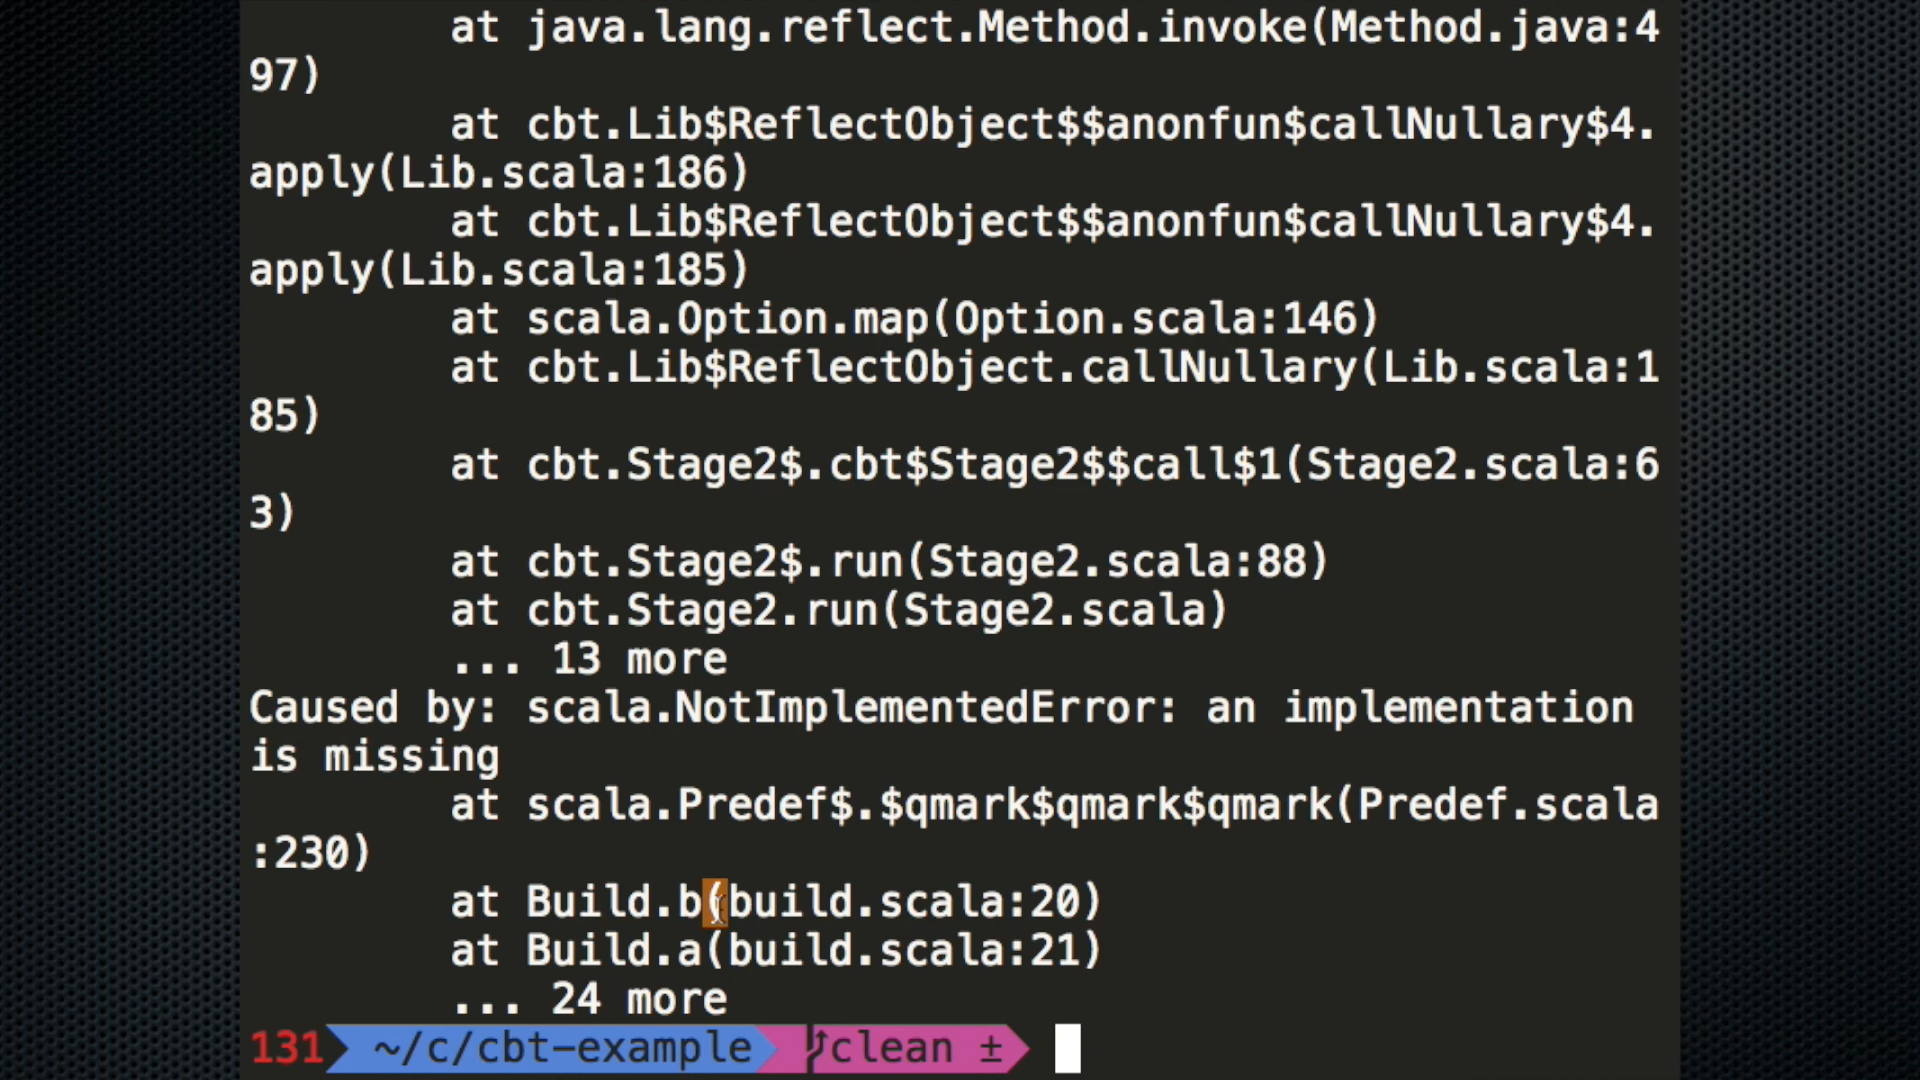 at java.lang.reflect.Method.invoke(Method.java:4
97)
at cbt.Lib$ReflectObject$$anonfun$callNullary$4.
apply(Lib.scala:186)
at cbt.Lib$ReflectObject$$anonfun$callNullary$4.
apply(Lib.scala:185)
at scala.Option.map(Option.scala:146)
at cbt.Lib$ReflectObject.callNullary(Lib.scala:1
85)
at cbt.Stage2$.cbt$Stage2$$call$1(Stage2.scala:6
3)
at cbt.Stage2$.run(Stage2.scala:88)
at cbt.Stage2.run(Stage2.scala)
... 13 more
Caused by: scala.NotImplementedError: an implementation
is missing
at scala.Predef$.$qmark$qmark$qmark(Predef.scala
:230)
at Build.b(build.scala:20)
at Build.a(build.scala:21)
... 24 more
131 ~/c/cbt-example clean ±